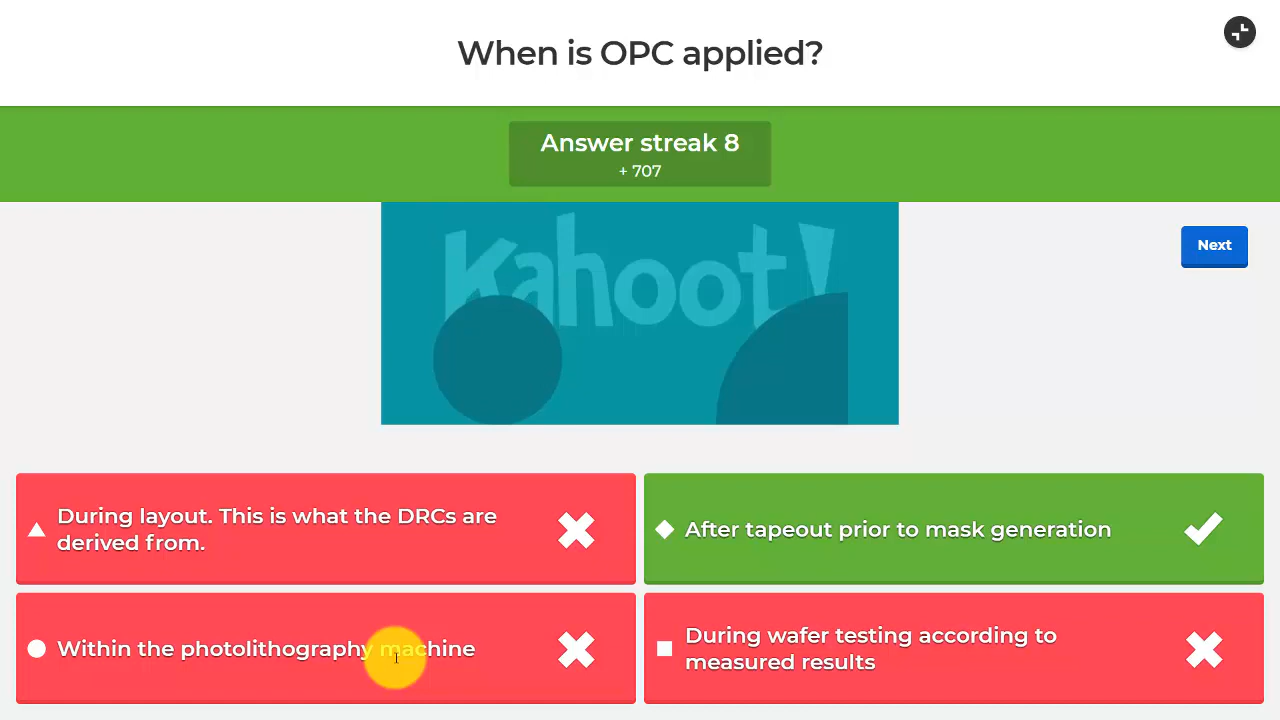 When is OPC applied?
Answer streak 8
+ 707
Kahoot!
Next
During layout. This is what the DRCs are
derived from.
After tapeout prior to mask generation
Within the photolithography machine
During wafer testing according to
measured results